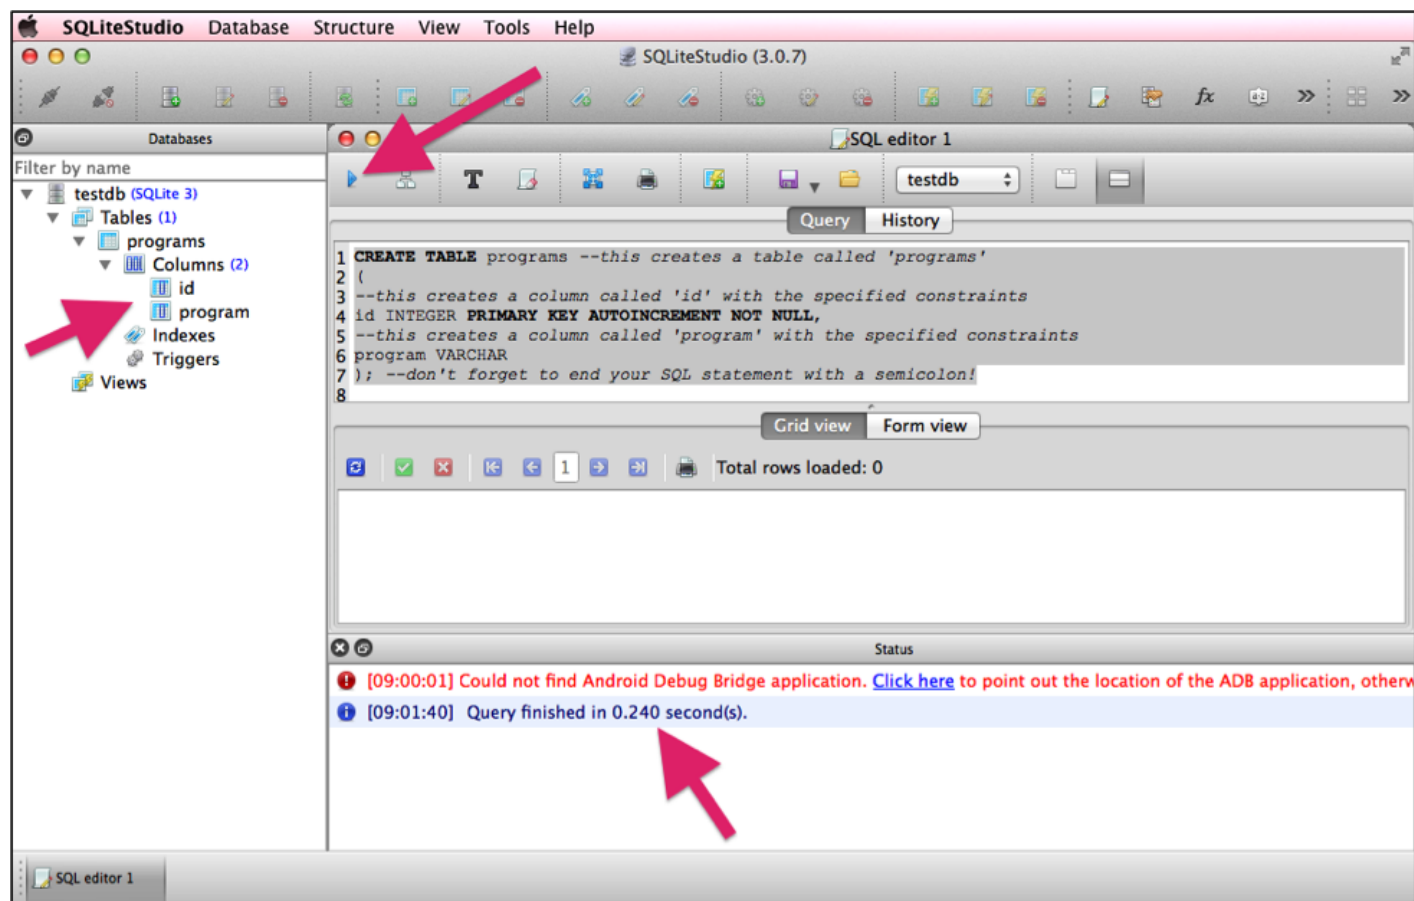 SQLiteStudio Database Structure View Tools Help
SQLiteStudio (3.0.7)
fx
Databases
SQL editor 1
Filter by name
testdb (SQLite 3)
Tables (1)
programs
Columns (2)
id
program
Indexes
Triggers
Views
T
testdb
Query History
1 CREATE TABLE programs --this creates a table called 'programs'
2 (
3 --this creates a column called 'id' with the specified constraints
4 id INTEGER PRIMARY KEY AUTOINCREMENT NOT NULL,
5 --this creates a column called 'program' with the specified constraints
6 program VARCHAR
7 ); --don't forget to end your SQL statement with a semicolon!
8
Grid view Form view
1 Total rows loaded: 0
Status
[09:00:01] Could not find Android Debug Bridge application. Click here to point out the location of the ADB application, otherw
[09:01:40] Query finished in 0.240 second(s).
SQL editor 1